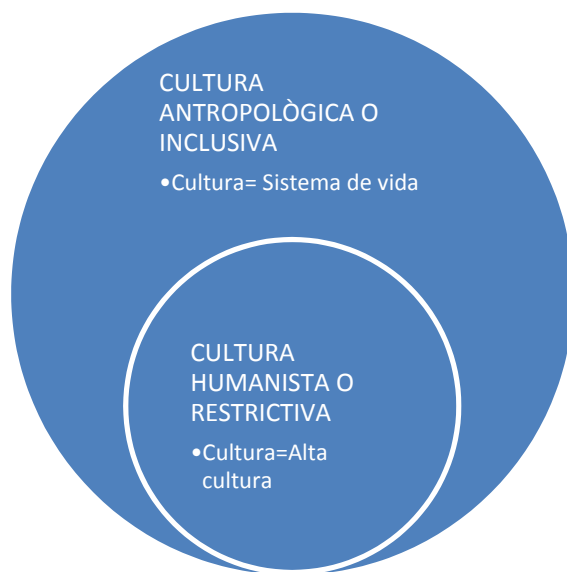 CULTURA
ANTROPOLÒGICA O
INCLUSIVA
•Cultura= Sistema de vida
CULTURA
HUMANISTA O
RESTRICTIVA
•Cultura=Alta
cultura